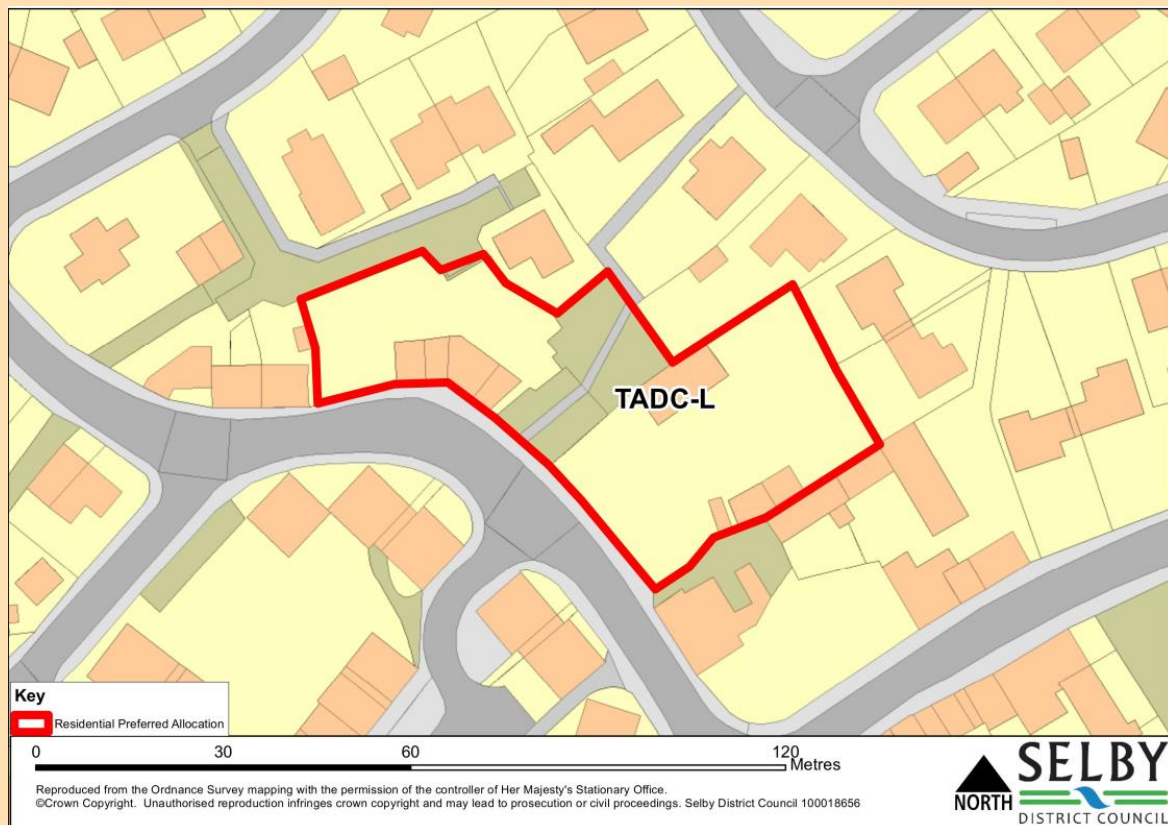 TADC-L
Key
Residential Preferred Allocation
0 30 60 120
Metres
Reproduced from the Ordnance Survey mapping with the permission of the controller of Her Majesty's Stationary Office.
©Crown Copyright. Unauthorised reproduction infringes crown copyright and may lead to prosecution or civil proceedings. Selby District Council 100018656
NORTH
SELBY
DISTRICT COUNCIL